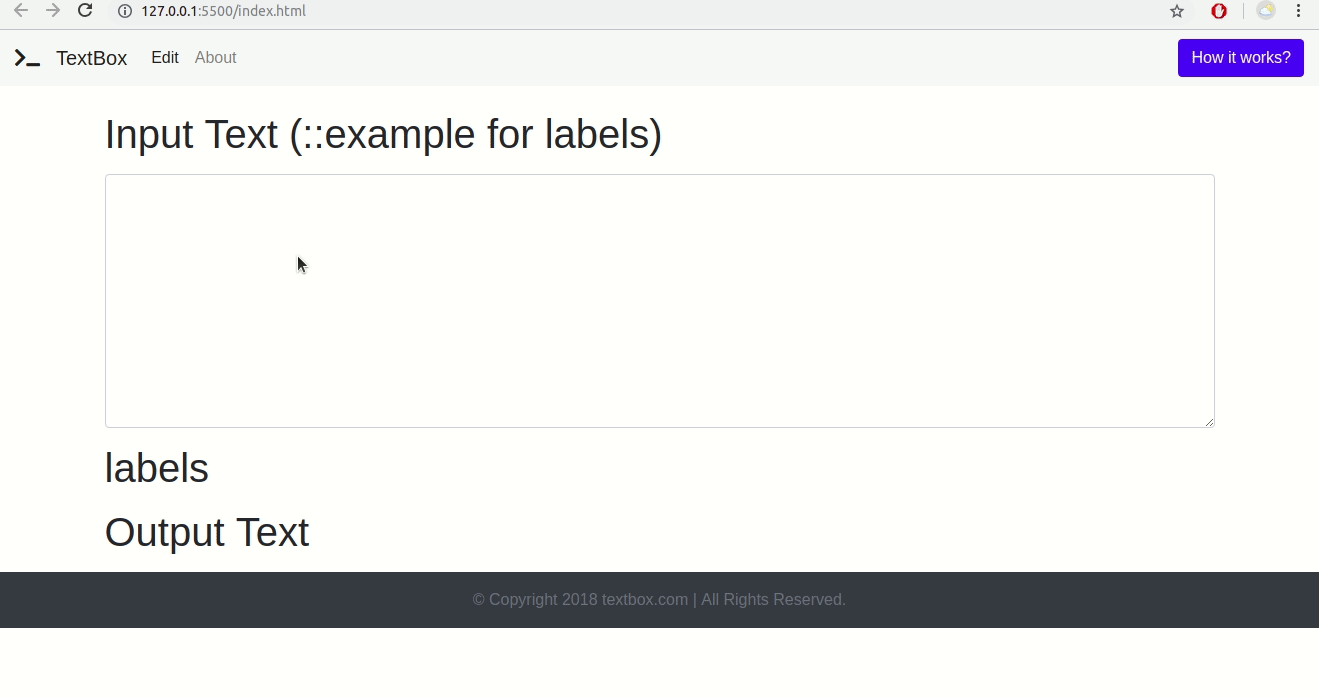 127.0.0.1:5500/index.html
TextBox Edit About How it works?
Input Text (::example for labels)
labels
Output Text
© Copyright 2018 textbox.com | All Rights Reserved.